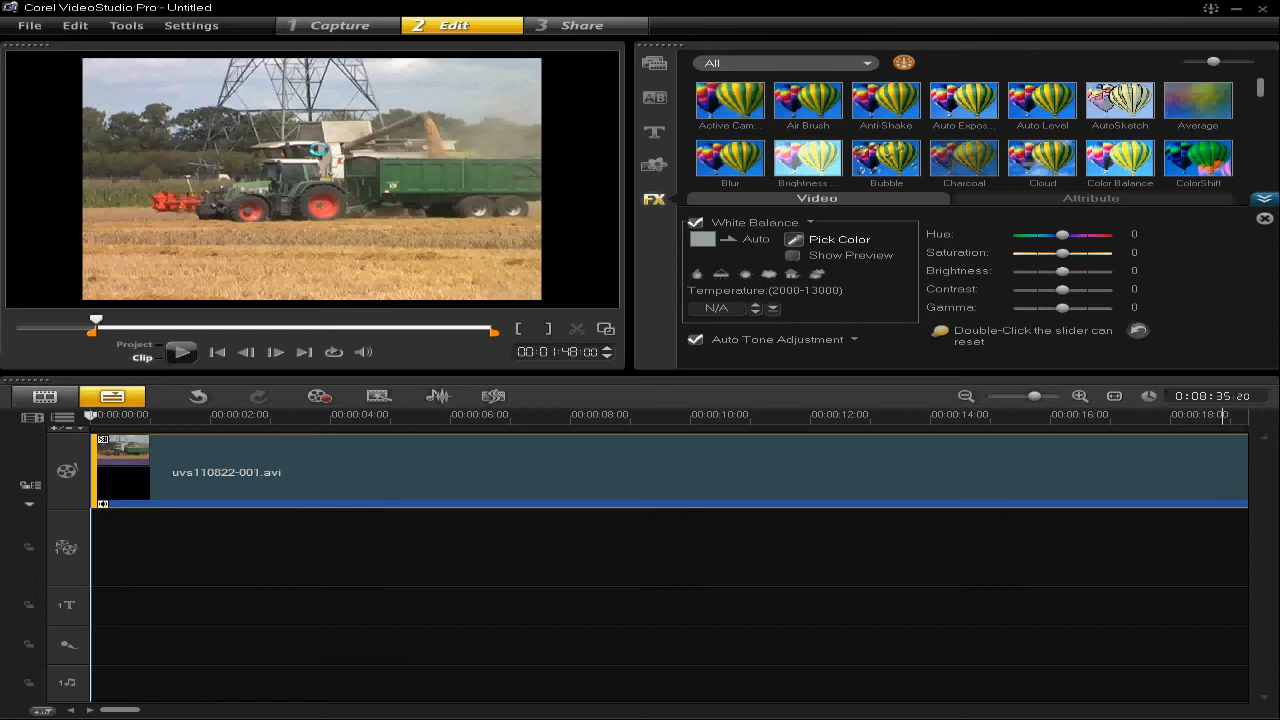 Corel VideoStudio Pro - Untitled
File Edit Tools Settings 1 Capture 2 Edit 3 Share
All
Active Cam... Air Brush Anti-Shake Auto Expos... Auto Level AutoSketch Average
Blur Brightness ... Bubble Charcoal Cloud Color Balance ColorShift
AB
T
FX
Video Attribute
White Balance
Auto Pick Color
Show Preview
Temperature:(2000-13000)
N/A
Auto Tone Adjustment
Hue: 0
Saturation: 0
Brightness: 0
Contrast: 0
Gamma: 0
Double-Click the slider can
reset
Project
Clip
[ ]
00:01:48:00
0:08:35:20
00:00:00:00 00:00:02:00 00:00:04:00 00:00:06:00 00:00:08:00 00:00:10:00 00:00:12:00 00:00:14:00 00:00:16:00 00:00:18:0
uvs110822-001.avi
1
1T
1